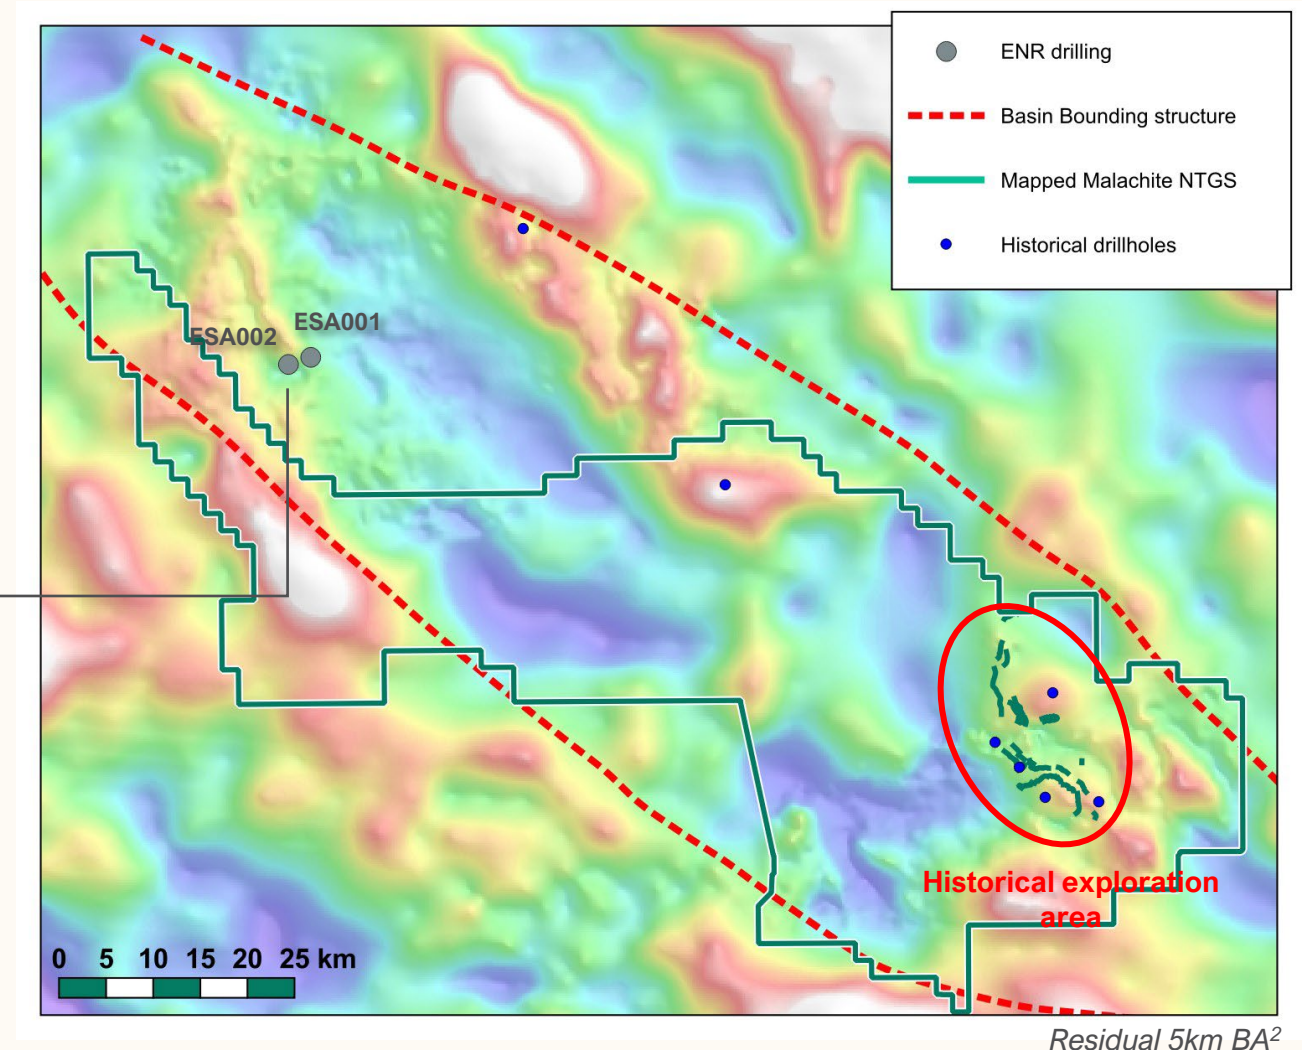 ENR drilling
Basin Bounding structure
Mapped Malachite NTGS
Historical drillholes
ESA001
ESA002
Historical exploration
area
0 5 10 15 20 25 km
Residual 5km BA²